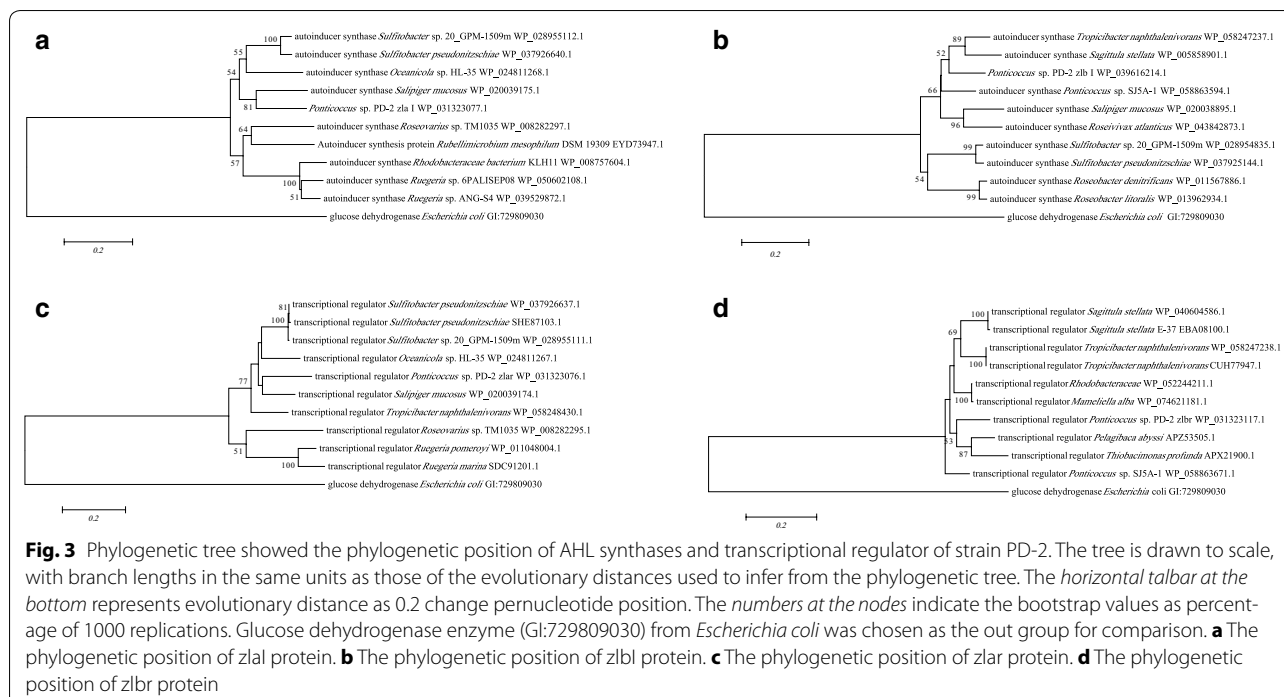 a
100
autoinducer synthase Sulfitobacter sp. 20_GPM-1509m WP_028955112.1
55
autoinducer synthase Sulfitobacter pseudonitzschiae WP_037926640.1
54
autoinducer synthase Oceanicola sp. HL-35 WP_024811268.1
autoinducer synthase Salipiger mucosus WP_020039175.1
81
Ponticoccus sp. PD-2 zla I WP_031323077.1
64
autoinducer synthase Roseovarius sp. TM1035 WP_008282297.1
Autoinducer synthesis protein Rubellimicrobium mesophilum DSM 19309 EYD73947.1
57
autoinducer synthase Rhodobacteraceae bacterium KLH11 WP_008757604.1
100
autoinducer synthase Ruegeria sp. 6PALISEP08 WP_050602108.1
51
autoinducer synthase Ruegeria sp. ANG-S4 WP_039529872.1
glucose dehydrogenase Escherichia coli GI:729809030
0.2
b
89
autoinducer synthase Tropicibacter naphthalenivorans WP_058247237.1
52
autoinducer synthase Sagittula stellata WP_005858901.1
Ponticoccus sp. PD-2 zlb I WP_039616214.1
66
autoinducer synthase Ponticoccus sp. SJ5A-1 WP_058863594.1
autoinducer synthase Salipiger mucosus WP_020038895.1
96
autoinducer synthase Roseivivax atlanticus WP_043842873.1
99
autoinducer synthase Sulfitobacter sp. 20_GPM-1509m WP_028954835.1
autoinducer synthase Sulfitobacter pseudonitzschiae WP_037925144.1
54
autoinducer synthase Roseobacter denitrificans WP_011567886.1
99
autoinducer synthase Roseobacter litoralis WP_013962934.1
glucose dehydrogenase Escherichia coli GI:729809030
0.2
c
81
transcriptional regulator Sulfitobacter pseudonitzschiae WP_037926637.1
100
transcriptional regulator Sulfitobacter pseudonitzschiae SHE87103.1
transcriptional regulator Sulfitobacter sp. 20_GPM-1509m WP_028955111.1
transcriptional regulator Oceanicola sp. HL-35 WP_024811267.1
77
transcriptional regulator Ponticoccus sp. PD-2 zlar WP_031323076.1
transcriptional regulator Salipiger mucosus WP_020039174.1
transcriptional regulator Tropicibacter naphthalenivorans WP_058248430.1
transcriptional regulator Roseovarius sp. TM1035 WP_008282295.1
51
transcriptional regulator Ruegeria pomeroyi WP_011048004.1
100
transcriptional regulator Ruegeria marina SDC91201.1
glucose dehydrogenase Escherichia coli GI:729809030
0.2
d
100
transcriptional regulator Sagittula stellata WP_040604586.1
transcriptional regulator Sagittula stellata E-37 EBA08100.1
69
transcriptional regulator Tropicibacter naphthalenivorans WP_058247238.1
100
transcriptional regulator Tropicibacter naphthalenivorans CUH77947.1
transcriptional regulator Rhodobacteraceae WP_052244211.1
100
transcriptional regulator Mameliella alba WP_074621181.1
transcriptional regulator Ponticoccus sp. PD-2 zlbr WP_031323117.1
53
transcriptional regulator Pelagibaca abyssi APZ53505.1
87
transcriptional regulator Thiobacimonas profunda APX21900.1
transcriptional regulator Ponticoccus sp. SJ5A-1 WP_058863671.1
glucose dehydrogenase Escherichia coli GI:729809030
0.2
Fig. 3 Phylogenetic tree showed the phylogenetic position of AHL synthases and transcriptional regulator of strain PD-2. The tree is drawn to scale,
with branch lengths in the same units as those of the evolutionary distances used to infer from the phylogenetic tree. The horizontal talbar at the
bottom represents evolutionary distance as 0.2 change pernucleotide position. The numbers at the nodes indicate the bootstrap values as percent-
age of 1000 replications. Glucose dehydrogenase enzyme (GI:729809030) from Escherichia coli was chosen as the out group for comparison. a The
phylogenetic position of zlaI protein. b The phylogenetic position of zlbI protein. c The phylogenetic position of zlar protein. d The phylogenetic
position of zlbr protein